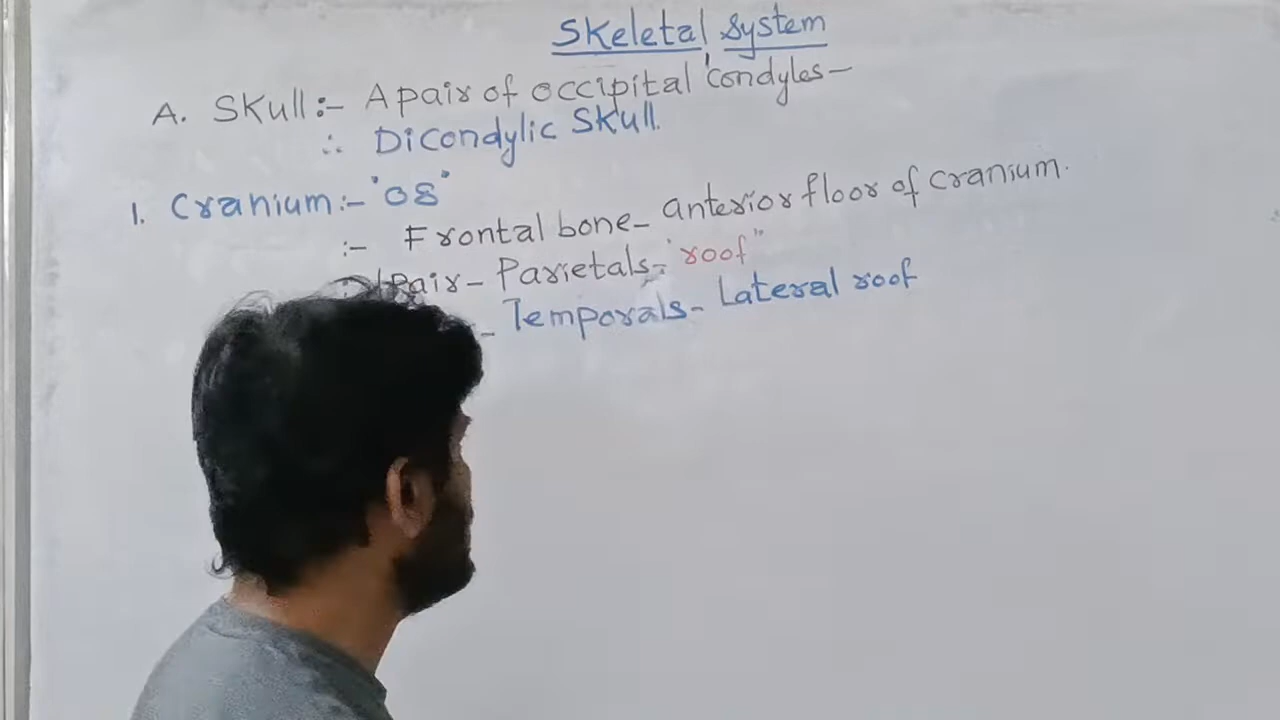 Skeletal System
A. Skull:- A pair of occipital condyles-
∴ Dicondylic Skull.
1. Cranium:- "08"
:- Frontal bone- anterior floor of cranium.
Pair- Parietals- "roof"
- Temporals- Lateral roof